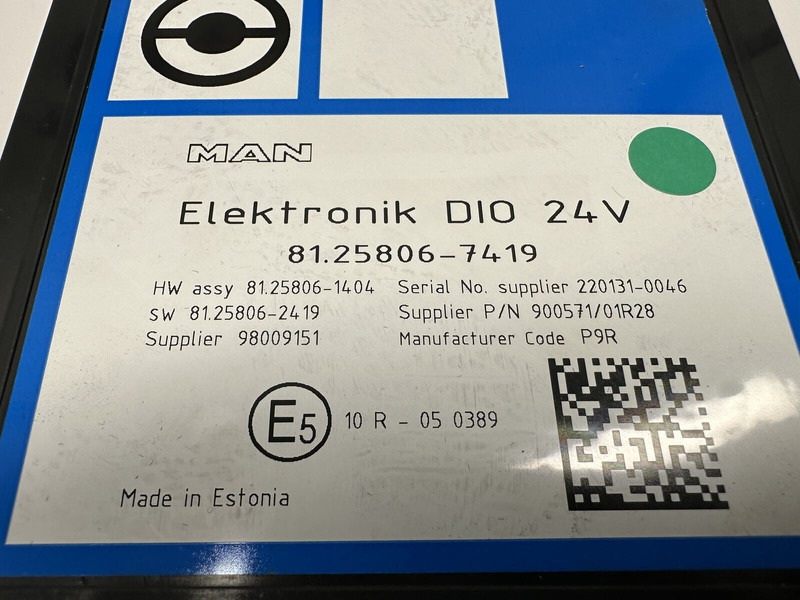 MAN
Elektronik DIO 24V
81.25806-7419
HW assy 81.25806-1404 Serial No. supplier 220131-0046
SW 81.25806-2419 Supplier P/N 900571/01R28
Supplier 98009151 Manufacturer Code P9R
E5 10 R - 05 0389
Made in Estonia